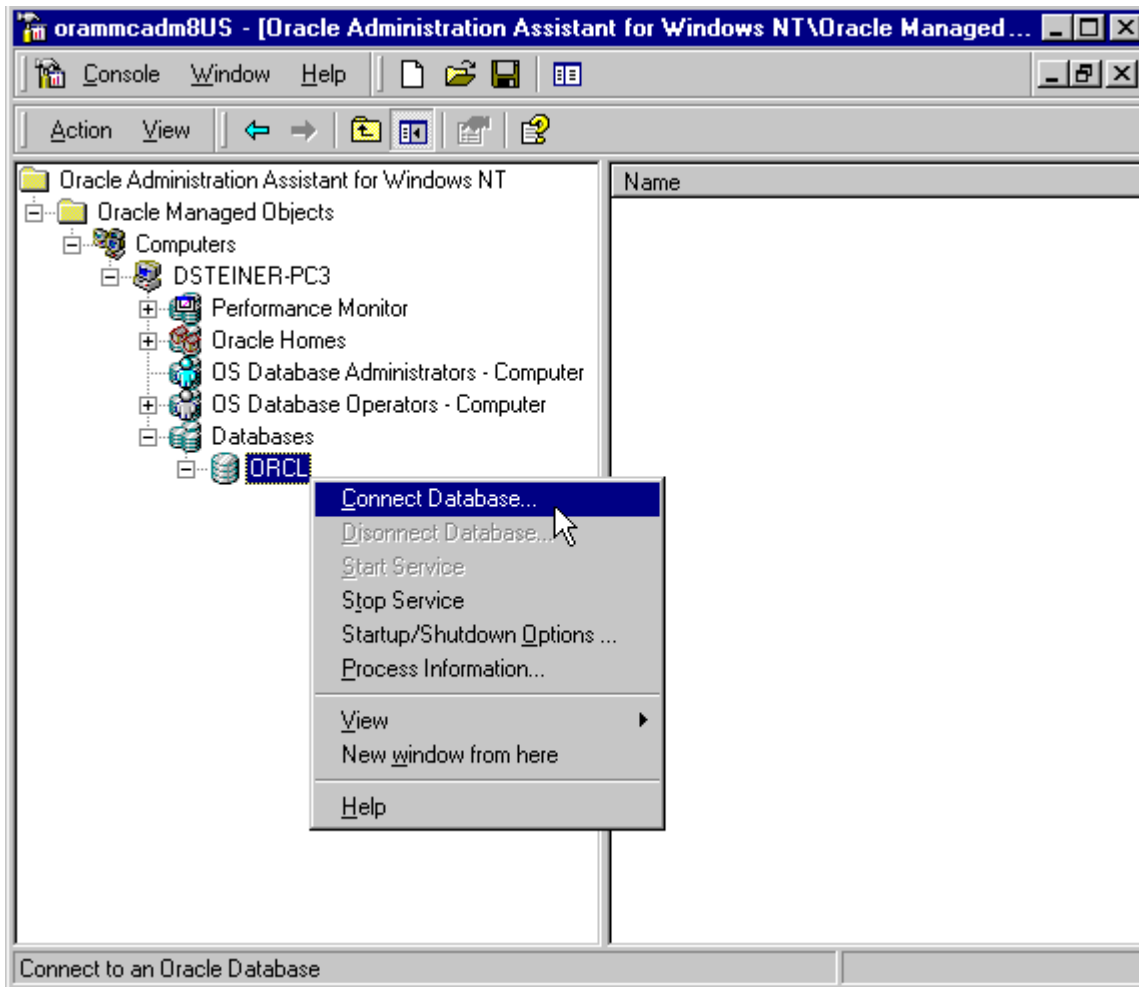 orammcadm8US - [Oracle Administration Assistant for Windows NT\Oracle Managed ...
Console Window Help
Action View
Oracle Administration Assistant for Windows NT
Name
Oracle Managed Objects
Computers
DSTEINER-PC3
Performance Monitor
Oracle Homes
OS Database Administrators - Computer
OS Database Operators - Computer
Databases
ORCL
Connect Database...
Disonnect Database...
Start Service
Stop Service
Startup/Shutdown Options ...
Process Information...
View
New window from here
Help
Connect to an Oracle Database